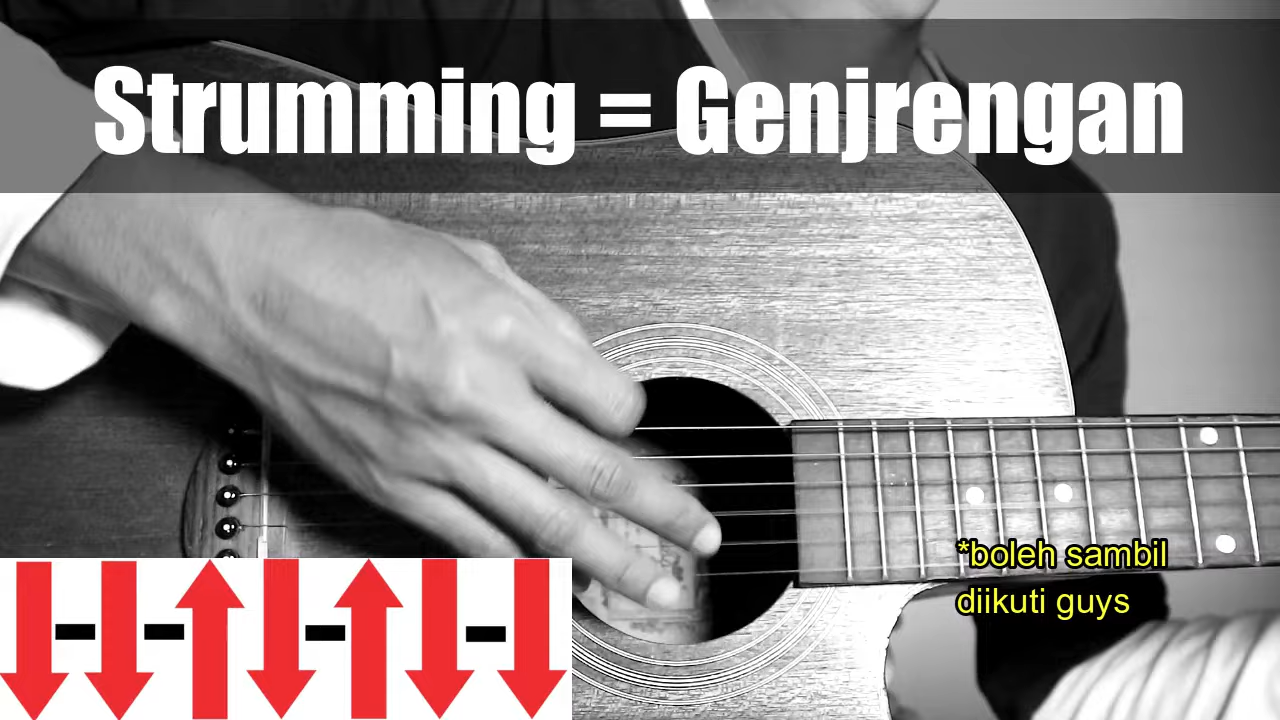 Strumming = Genjrengan
*boleh sambil
diikuti guys